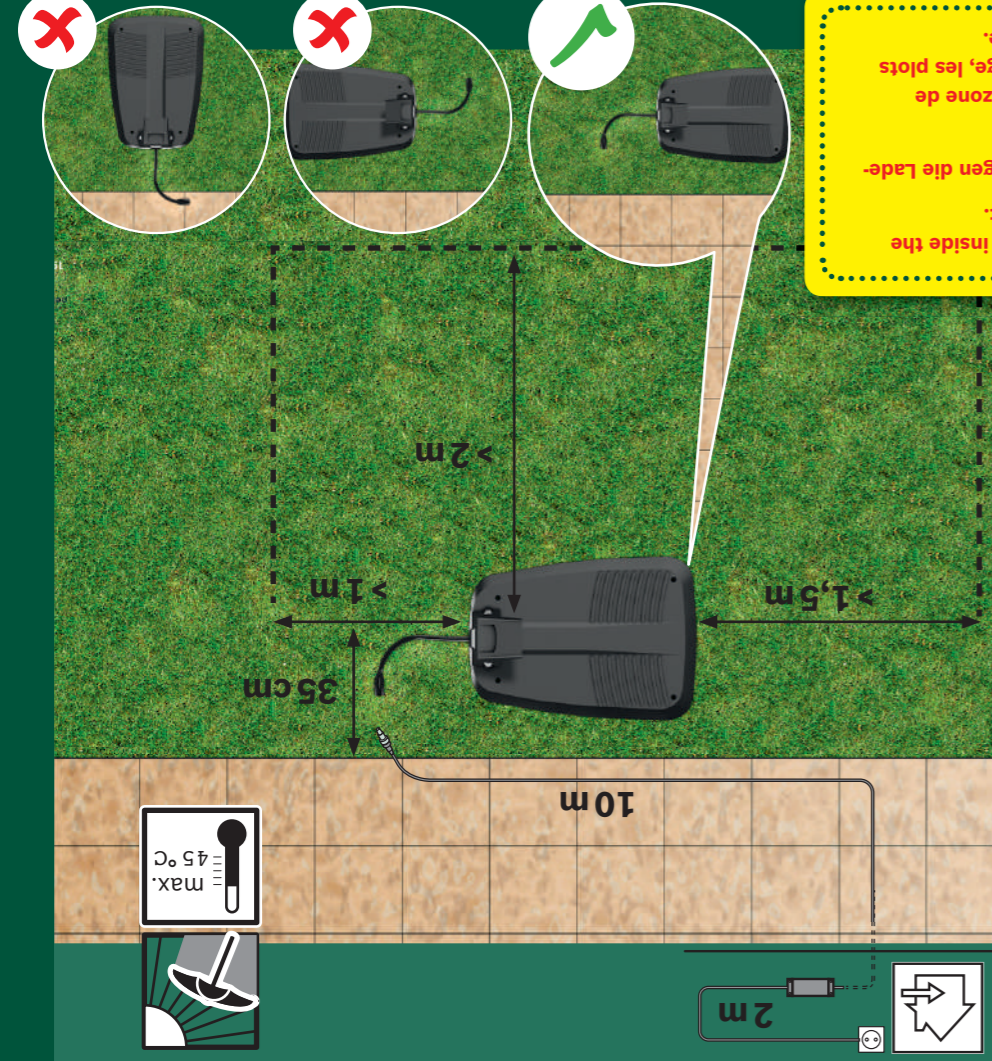 2 m
max.
45 °C
10 m
35 cm
> 1,5 m
> 1 m
> 2 m
inside the
gen die Lade-
zone de
ge, les plots